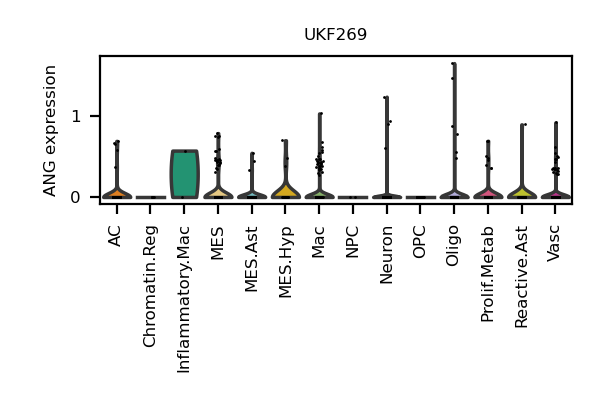 UKF269
ANG expression
1
0
AC
Chromatin.Reg
Inflammatory.Mac
MES
MES.Ast
MES.Hyp
Mac
NPC
Neuron
OPC
Oligo
Prolif.Metab
Reactive.Ast
Vasc